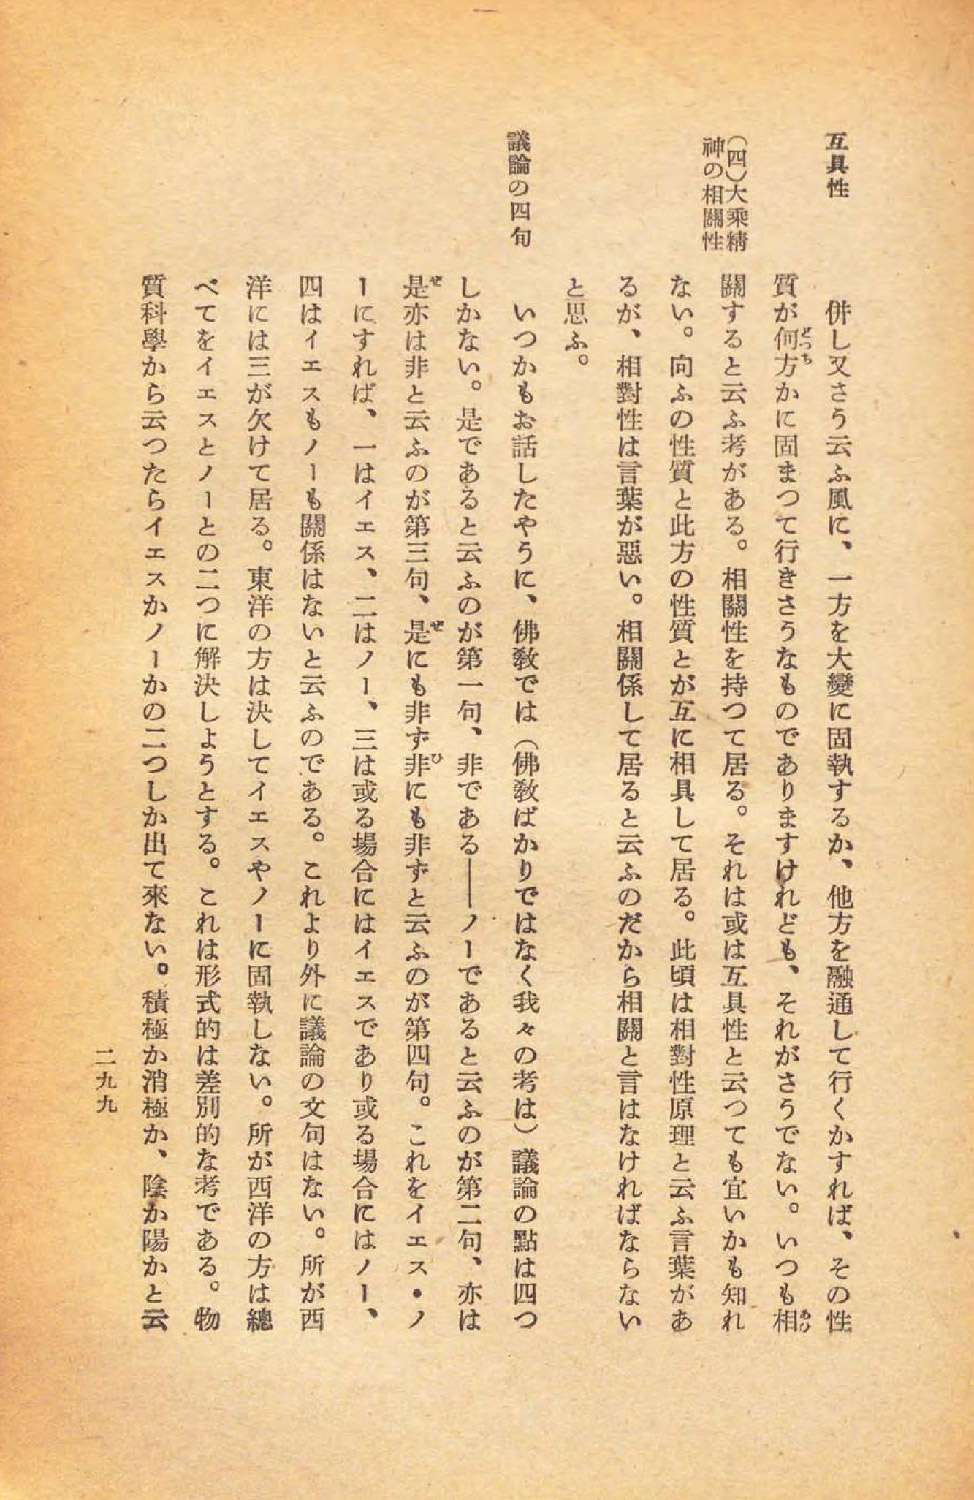 互具性
(四)大乘精
神の相關性
議論の四句
併し又さう云ふ風に、一方を大變に固執するか、他方を融通して行くかすれば、その性
質が何方かに固まつて行きさうなものでありますけれども、それがさうでない。いつも相
關すると云ふ考がある。相關性を持つて居る。それは或は互具性と云つても宜いかも知れ
ない。向ふの性質と此方の性質とが互に相具して居る。此頃は相對性原理と云ふ言葉があ
るが、相對性は言葉が惡い。相關係して居ると云ふのだから相關と言はなければならない
と思ふ。
いつかもお話したやうに、佛敎では（佛敎ばかりではなく我々の考は）議論の點は四つ
しかない。是であると云ふのが第一句、非である――ノーであると云ふのが第二句、亦は
是亦は非と云ふのが第三句、是にも非ず非にも非ずと云ふのが第四句。これをイエス・ノ
ーにすれば、一はイエス、二はノー、三は或る場合にはイエスであり或る場合にはノー、
四はイエスもノーも關係はないと云ふのである。これより外に議論の文句はない。所が西
洋には三が欠けて居る。東洋の方は決してイエスやノーに固執しない。所が西洋の方は總
べてをイエスとノーとの二つに解決しようとする。これは形式的は差別的な考である。物
質科學から云つたらイエスかノーかの二つしか出て來ない。積極か消極か、陰か陽かと云
二九九